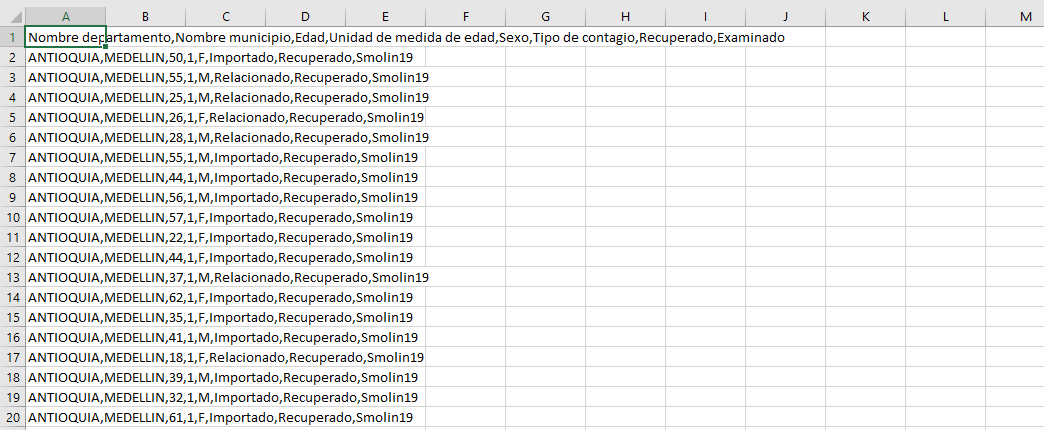 A B C D E F G H I J K L M
1 Nombre departamento,Nombre municipio,Edad,Unidad de medida de edad,Sexo,Tipo de contagio,Recuperado,Examinado
2 ANTIOQUIA,MEDELLIN,50,1,F,Importado,Recuperado,Smolin19
3 ANTIOQUIA,MEDELLIN,55,1,M,Relacionado,Recuperado,Smolin19
4 ANTIOQUIA,MEDELLIN,25,1,M,Relacionado,Recuperado,Smolin19
5 ANTIOQUIA,MEDELLIN,26,1,F,Relacionado,Recuperado,Smolin19
6 ANTIOQUIA,MEDELLIN,28,1,M,Relacionado,Recuperado,Smolin19
7 ANTIOQUIA,MEDELLIN,55,1,M,Importado,Recuperado,Smolin19
8 ANTIOQUIA,MEDELLIN,44,1,M,Importado,Recuperado,Smolin19
9 ANTIOQUIA,MEDELLIN,56,1,M,Importado,Recuperado,Smolin19
10 ANTIOQUIA,MEDELLIN,57,1,F,Importado,Recuperado,Smolin19
11 ANTIOQUIA,MEDELLIN,22,1,F,Importado,Recuperado,Smolin19
12 ANTIOQUIA,MEDELLIN,44,1,F,Importado,Recuperado,Smolin19
13 ANTIOQUIA,MEDELLIN,37,1,M,Relacionado,Recuperado,Smolin19
14 ANTIOQUIA,MEDELLIN,62,1,F,Importado,Recuperado,Smolin19
15 ANTIOQUIA,MEDELLIN,35,1,F,Importado,Recuperado,Smolin19
16 ANTIOQUIA,MEDELLIN,41,1,M,Importado,Recuperado,Smolin19
17 ANTIOQUIA,MEDELLIN,18,1,F,Relacionado,Recuperado,Smolin19
18 ANTIOQUIA,MEDELLIN,39,1,M,Importado,Recuperado,Smolin19
19 ANTIOQUIA,MEDELLIN,32,1,M,Importado,Recuperado,Smolin19
20 ANTIOQUIA,MEDELLIN,61,1,F,Importado,Recuperado,Smolin19